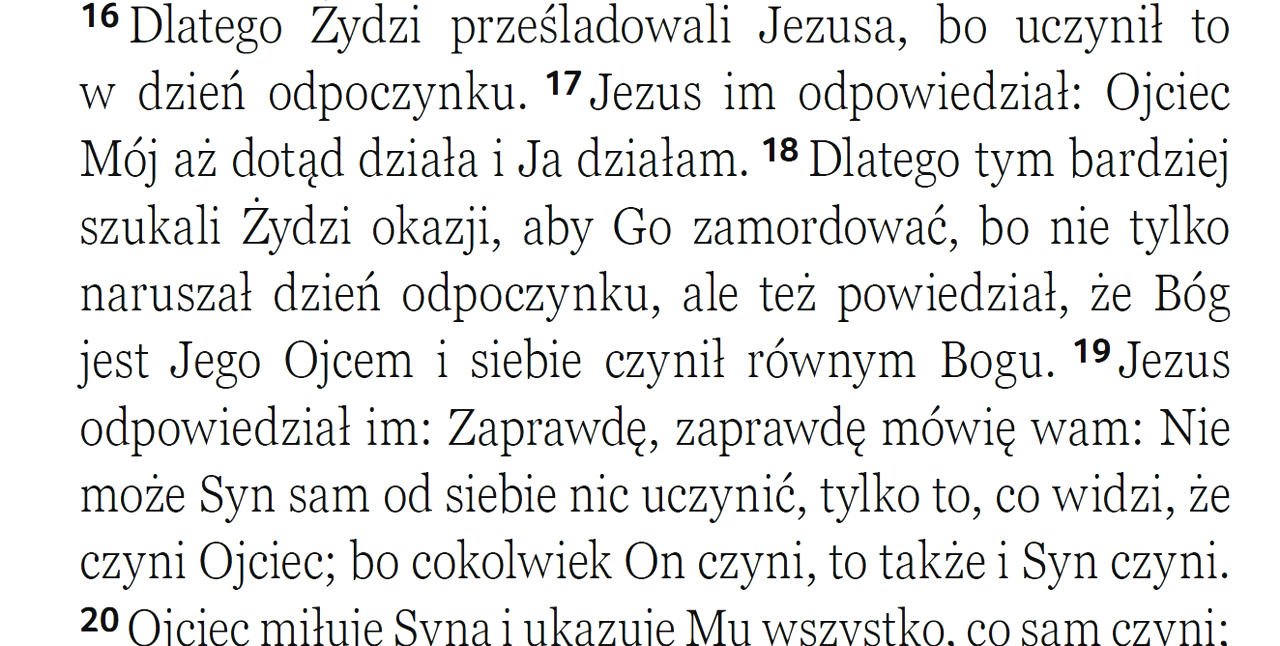 16 Dlatego Żydzi prześladowali Jezusa, bo uczynił to
w dzień odpoczynku. 17 Jezus im odpowiedział: Ojciec
Mój aż dotąd działa i Ja działam. 18 Dlatego tym bardziej
szukali Żydzi okazji, aby Go zamordować, bo nie tylko
naruszał dzień odpoczynku, ale też powiedział, że Bóg
jest Jego Ojcem i siebie czynił równym Bogu. 19 Jezus
odpowiedział im: Zaprawdę, zaprawdę mówię wam: Nie
może Syn sam od siebie nic uczynić, tylko to, co widzi, że
czyni Ojciec; bo cokolwiek On czyni, to także i Syn czyni.
20 Ojciec miłuje Syna i ukazuje Mu wszystko, co sam czyni;